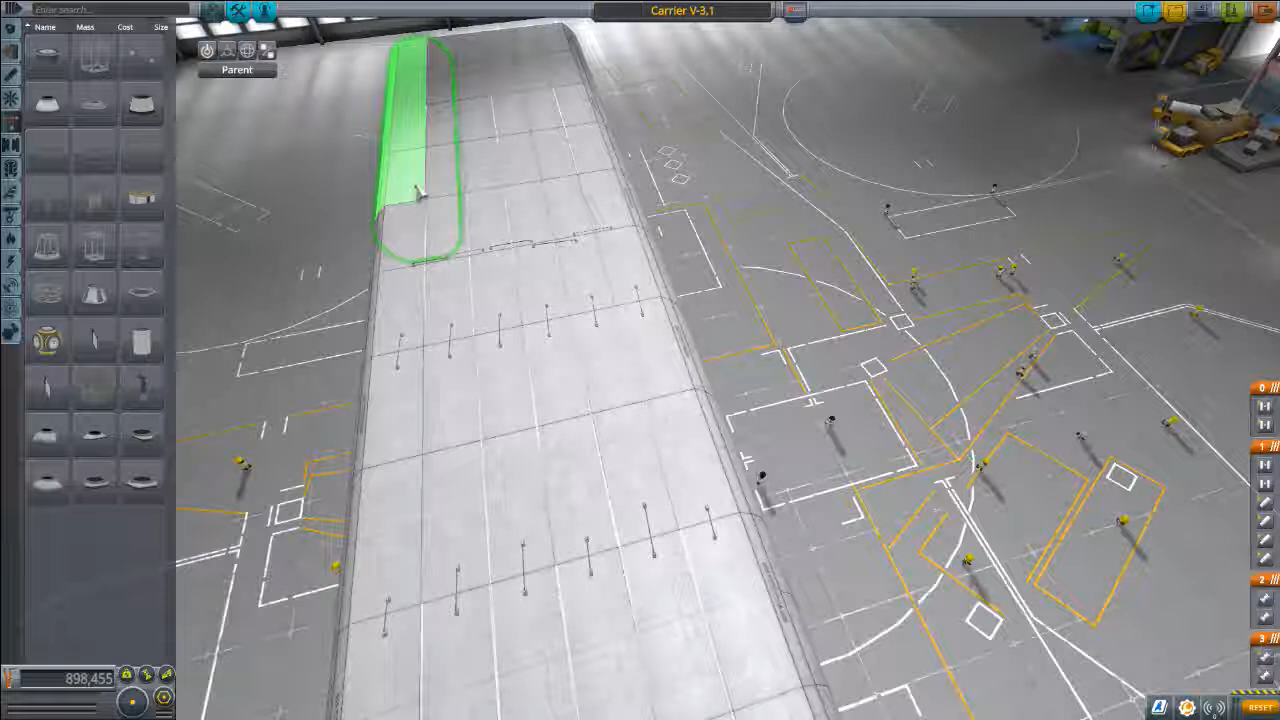 Enter search...
Carrier V-3,1
Name Mass Cost Size
Parent
0
1
2
3
898,455
RESET